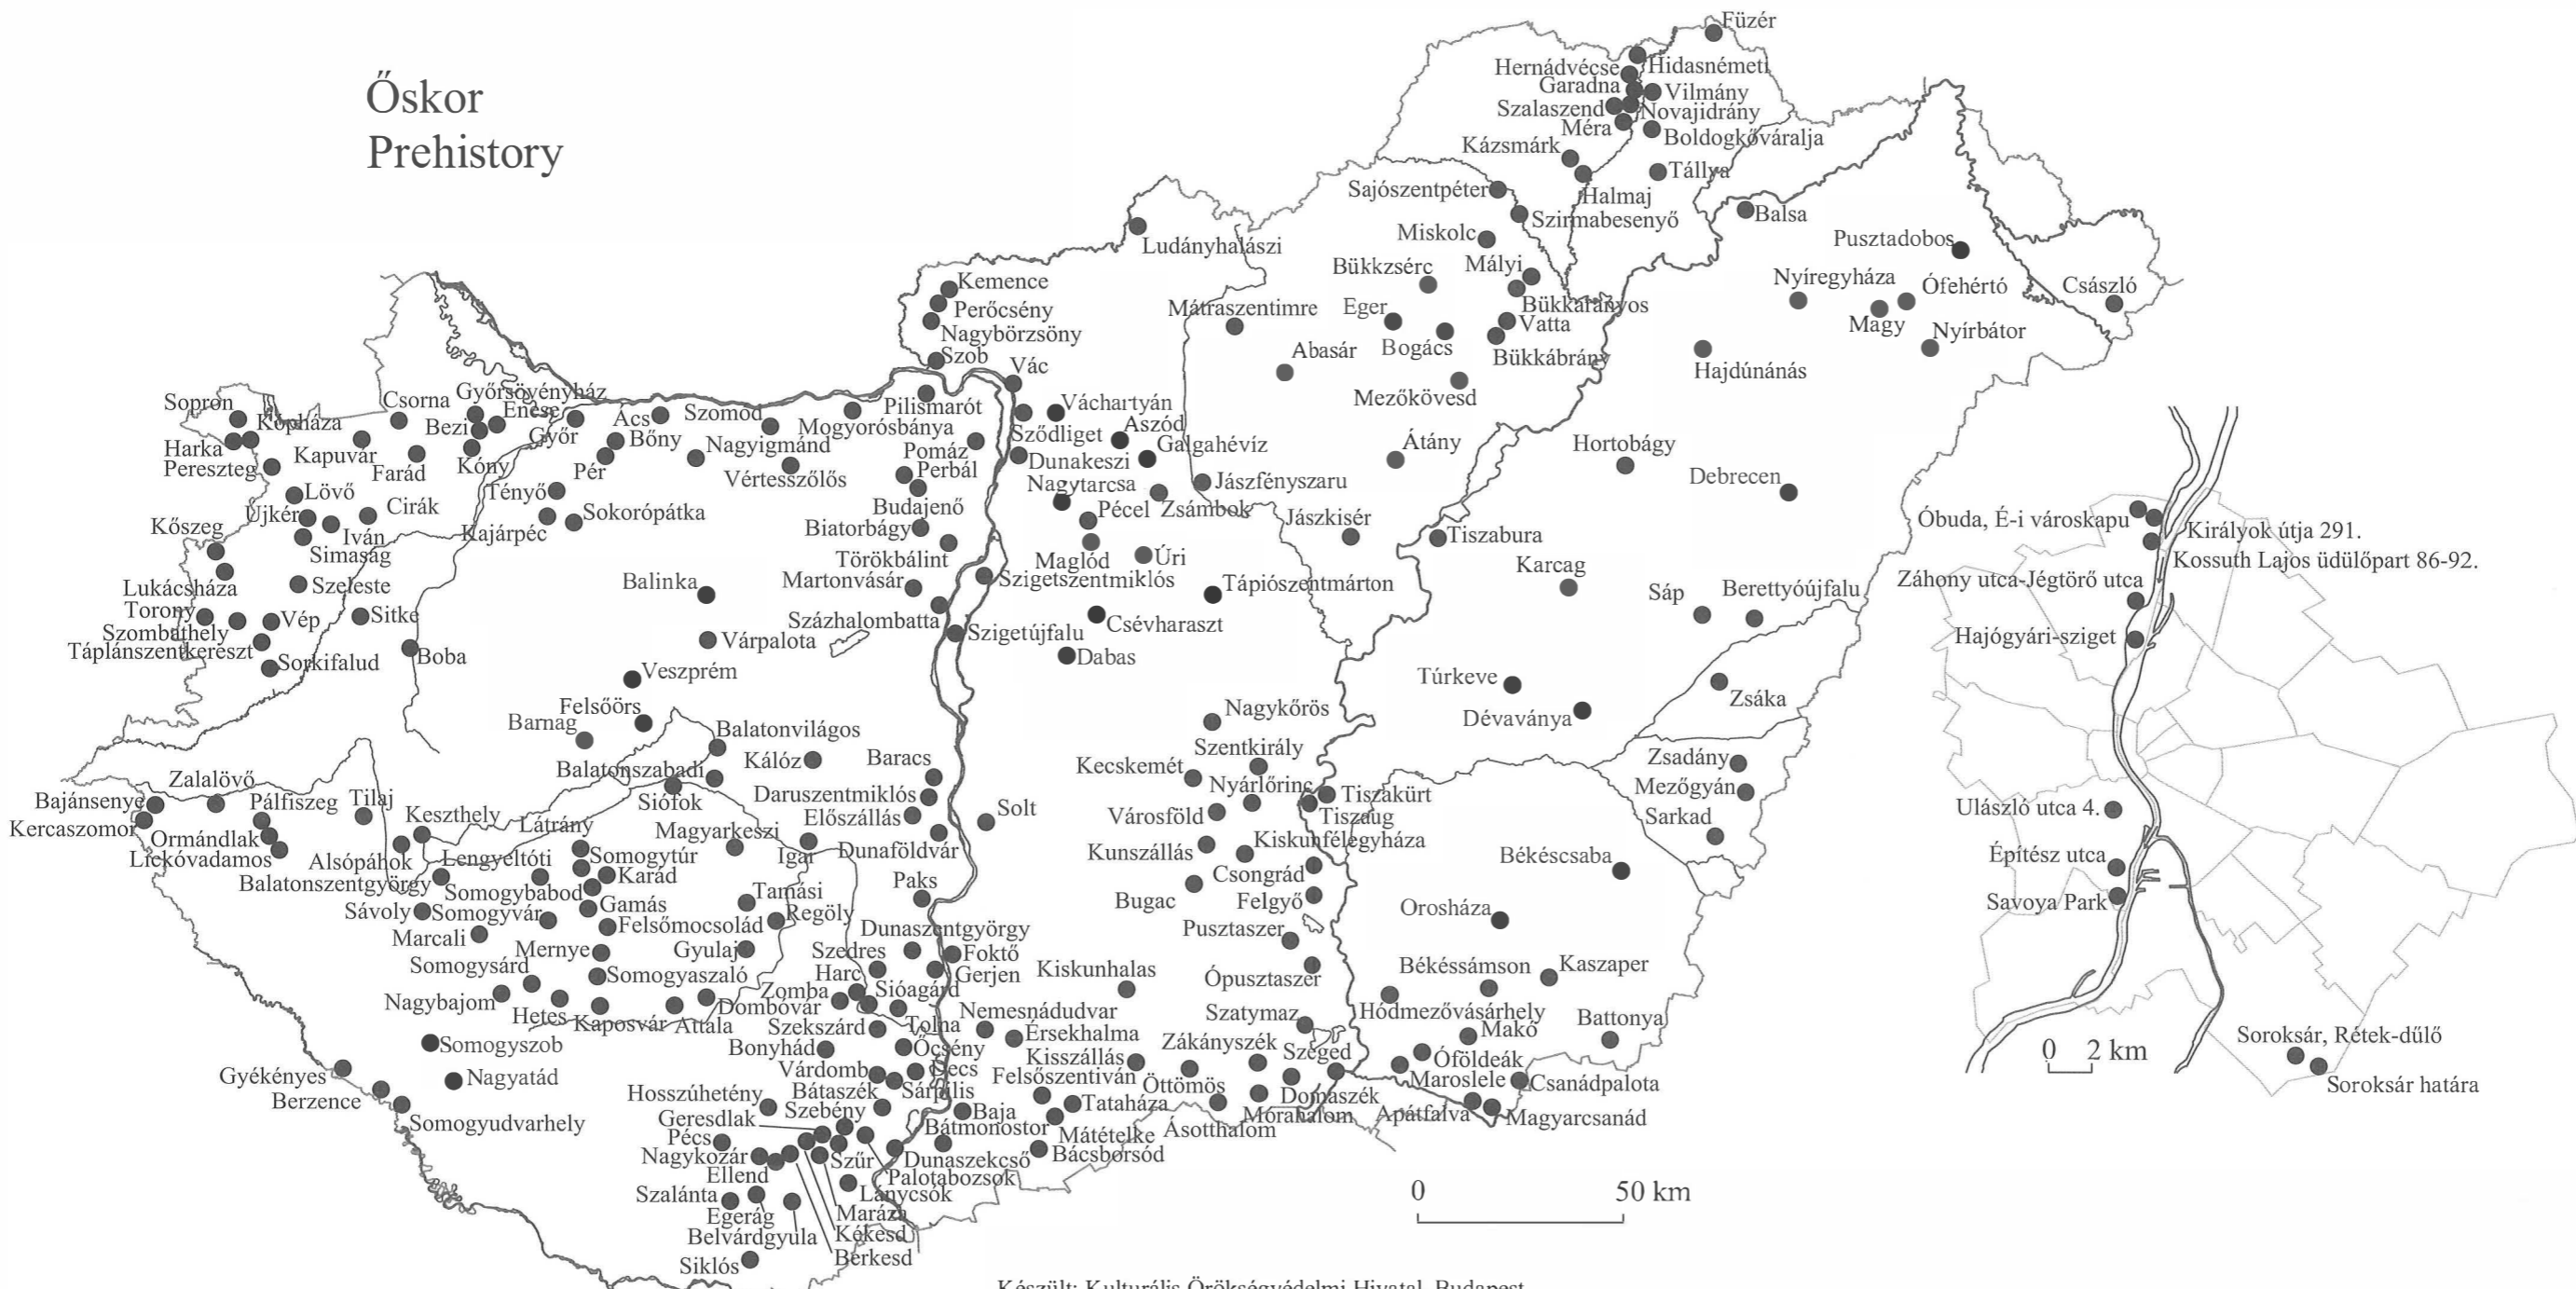 Őskor
Prehistory
Füzér
Hidasnémeti
Hernádvécse
Garadna
Vilmány
Szalaszend
Novajidrány
Méra
Boldogkőváralja
Kázsmárk
Tállya
Sajószentpéter
Halmaj
Szirmabesenyő
Balsa
Miskolc
Pusztadobos
Ludányhalászi
Bükkzsérc
Mályi
Nyíregyháza
Ófehértó
Császló
Kemence
Perőcsény
Mátraszentimre
Eger
Bükkaranyos
Vatta
Magy
Nyírbátor
Nagybörzsöny
Szob
Abasár
Bogács
Bükkábrány
Vác
Hajdúnánás
Mezőkövesd
Sopron
Kópháza
Csorna
Győrsövényház
Enese
Bezi
Győr
Ács
Szomod
Pilismarót
Váchartyán
Mogyorósbánya
Sződliget
Aszód
Harka
Pereszteg
Kapuvár
Farád
Kóny
Pér
Bőny
Nagyigmánd
Vértesszőlős
Pomáz
Perbál
Dunakeszi
Galgahévíz
Átány
Hortobágy
Debrecen
Lövő
Tényő
Nagytarcsa
Jászfényszaru
Újkér
Cirák
Sokorópátka
Budajenő
Pécel
Zsámbok
Jászkisér
Kőszeg
Iván
Kajárpéc
Biatorbágy
Tiszabura
Simaság
Törökbálint
Maglód
Úri
Karcag
Lukácsháza
Szeleste
Balinka
Martonvásár
Szigetszentmiklós
Tápiószentmárton
Sáp
Berettyóújfalu
Torony
Vép
Sitke
Százhalombatta
Csévharaszt
Szombathely
Táplánszentkereszt
Várpalota
Szigetújfalu
Sorkifalud
Boba
Dabas
Veszprém
Túrkeve
Zsáka
Felsőörs
Nagykőrös
Dévaványa
Barnag
Balatonvilágos
Szentkirály
Kálóz
Baracs
Zsadány
Balatonszabadi
Kecskemét
Nyárlőrinc
Mezőgyán
Zalalövő
Siófok
Daruszentmiklós
Tiszakürt
Bajánsenye
Pálfiszeg
Tilaj
Solt
Városföld
Tiszaug
Sarkad
Kercaszomor
Keszthely
Látrány
Magyarkeszi
Előszállás
Ormándlak
Igar
Dunaföldvár
Kiskunfélegyháza
Lickóvadamos
Alsópáhok
Lengyeltóti
Somogytúr
Kunszállás
Békéscsaba
Balatonszentgyörgy
Somogybabod
Karád
Tamási
Paks
Csongrád
Bugac
Felgyő
Sávoly
Somogyvár
Gamás
Regöly
Orosháza
Marcali
Felsőmocsolád
Dunaszentgyörgy
Pusztaszer
Mernye
Gyulaj
Szedres
Foktő
Somogysárd
Somogyaszaló
Harc
Gerjen
Kiskunhalas
Ópusztaszer
Békéssámson
Kaszaper
Nagybajom
Zomba
Sióagárd
Hetes
Kaposvár
Attala
Dombóvár
Nemesnádudvar
Szatymaz
Hódmezővásárhely
Szekszárd
Tolna
Érsekhalma
Makó
Battonya
Somogyszob
Bonyhád
Őcsény
Kisszállás
Zákányszék
Szeged
Óföldeák
Várdomb
Decs
Gyékényes
Nagyatád
Bátaszék
Sárpilis
Felsőszentiván
Öttömös
Maroslele
Csanádpalota
Berzence
Hosszúhetény
Szebény
Baja
Tataháza
Domaszék
Somogyudvarhely
Geresdlak
Bátmonostor
Mórahalom
Apátfalva
Magyarcsanád
Pécs
Mátételke
Ásotthalom
Nagykozár
Szűr
Dunaszekcső
Bácsborsód
Ellend
Palotabozsok
Szalánta
Lánycsók
Egerág
Maráza
Belvárdgyula
Kékesd
Siklós
Berkesd
0 50 km
Óbuda, É-i városkapu
Királyok útja 291.
Kossuth Lajos üdülőpart 86-92.
Záhony utca-Jégtörő utca
Hajógyári-sziget
Ulászló utca 4.
Építész utca
Savoya Park
0 2 km
Soroksár, Rétek-dűlő
Soroksár határa
Készült: Kulturális Örökségvédelmi Hivatal, Budapest